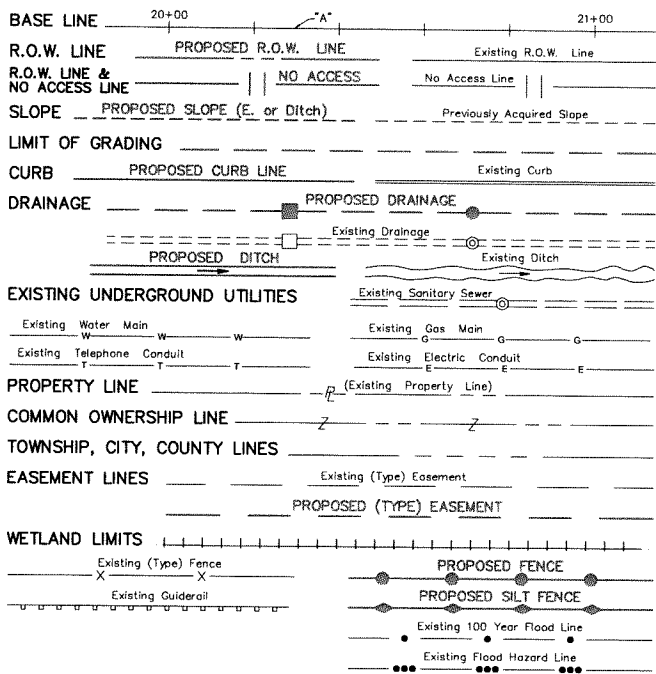 BASE LINE 20+00 "A" 21+00
R.O.W. LINE PROPOSED R.O.W. LINE Existing R.O.W. Line
R.O.W. LINE &
NO ACCESS LINE NO ACCESS No Access Line
SLOPE PROPOSED SLOPE (E. or Ditch) Previously Acquired Slope
LIMIT OF GRADING
CURB PROPOSED CURB LINE Existing Curb
DRAINAGE PROPOSED DRAINAGE
Existing Drainage
PROPOSED DITCH Existing Ditch
EXISTING UNDERGROUND UTILITIES Existing Sanitary Sewer
Existing Water Main Existing Gas Main
W W W G G G
Existing Telephone Conduit Existing Electric Conduit
T T T E E E
PROPERTY LINE PL (Existing Property Line)
COMMON OWNERSHIP LINE Z Z
TOWNSHIP, CITY, COUNTY LINES
EASEMENT LINES Existing (Type) Easement
PROPOSED (TYPE) EASEMENT
WETLAND LIMITS
Existing (Type) Fence PROPOSED FENCE
X X
Existing Guiderail PROPOSED SILT FENCE
Existing 100 Year Flood Line
Existing Flood Hazard Line